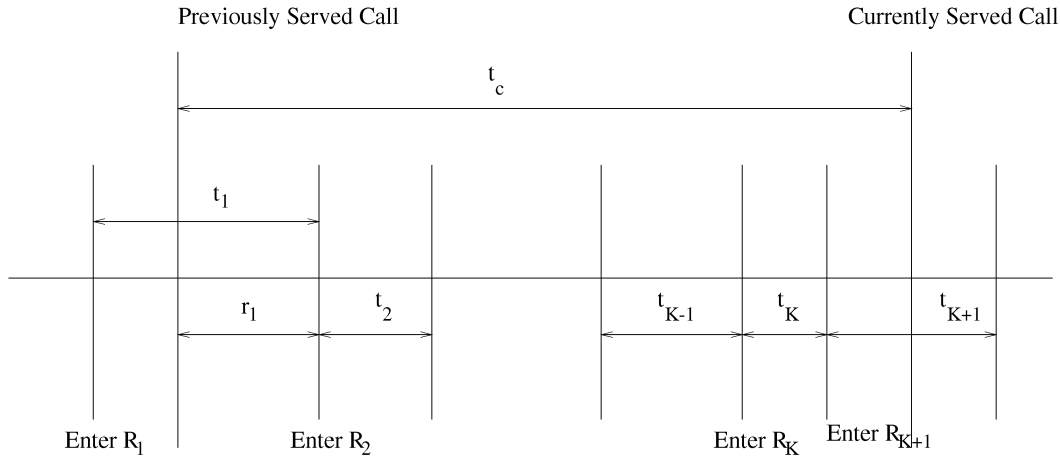 Previously Served Call
Currently Served Call
t_c
t_1
r_1
t_2
t_{K-1}
t_K
t_{K+1}
Enter R_1
Enter R_2
Enter R_K
Enter R_{K+1}